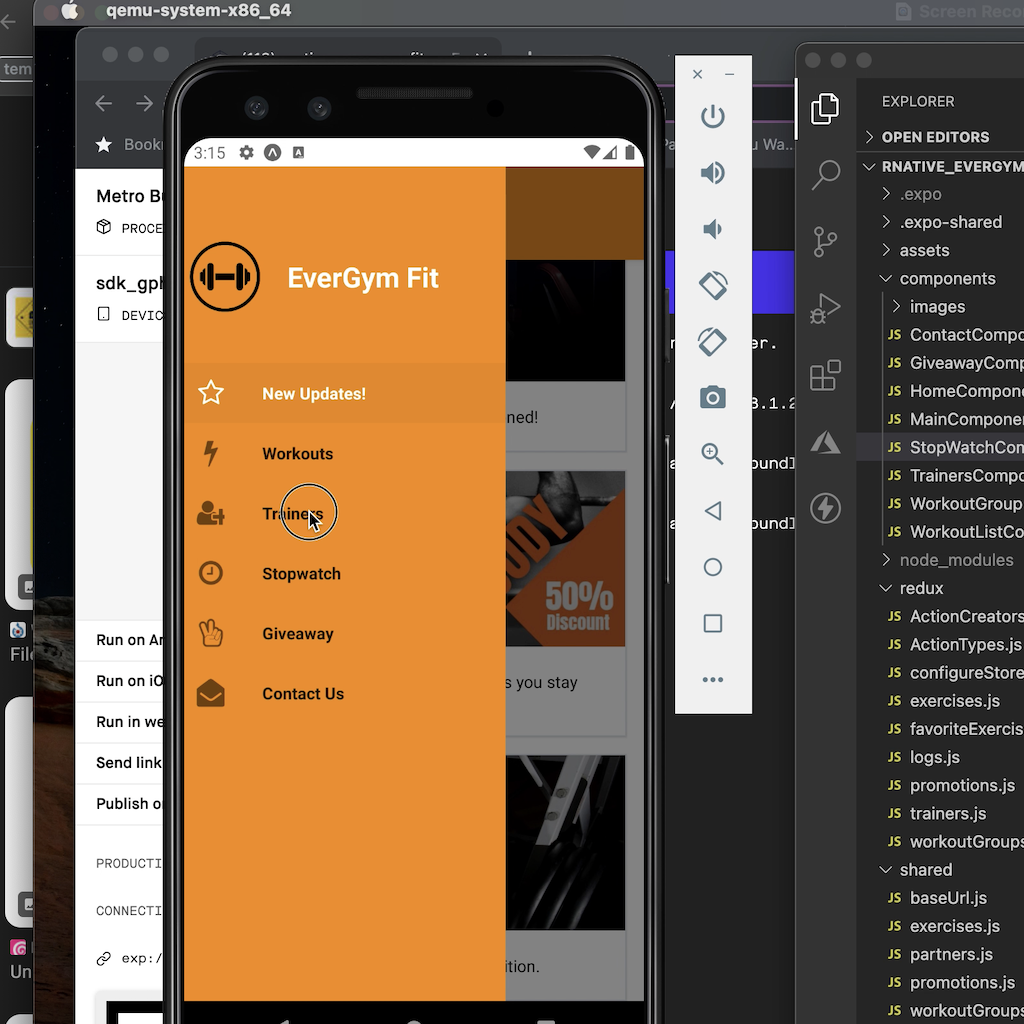 qemu-system-x86_64
Screen Reco
tem
Book
Metro Bu
PROCE
sdk_gph
DEVIC
Run on An
Run on iO
Run in we
Send link
Publish or
PRODUCTI
CONNECTI
exp:/
File
Un
3:15
EverGym Fit
New Updates!
Workouts
Trainers
Stopwatch
Giveaway
Contact Us
ned!
BODY
50%
Discount
s you stay
ition.
Wa...
er.
3.1.2
bundl
bundl
EXPLORER
OPEN EDITORS
RNATIVE_EVERGYM
.expo
.expo-shared
assets
components
images
JS ContactCompo
JS GiveawayComp
JS HomeCompone
JS MainComponer
JS StopWatchCom
JS TrainersCompo
JS WorkoutGroup
JS WorkoutListCo
node_modules
redux
JS ActionCreators
JS ActionTypes.js
JS configureStore
JS exercises.js
JS favoriteExercis
JS logs.js
JS promotions.js
JS trainers.js
JS workoutGroups
shared
JS baseUrl.js
JS exercises.js
JS partners.js
JS promotions.js
JS workoutGroups